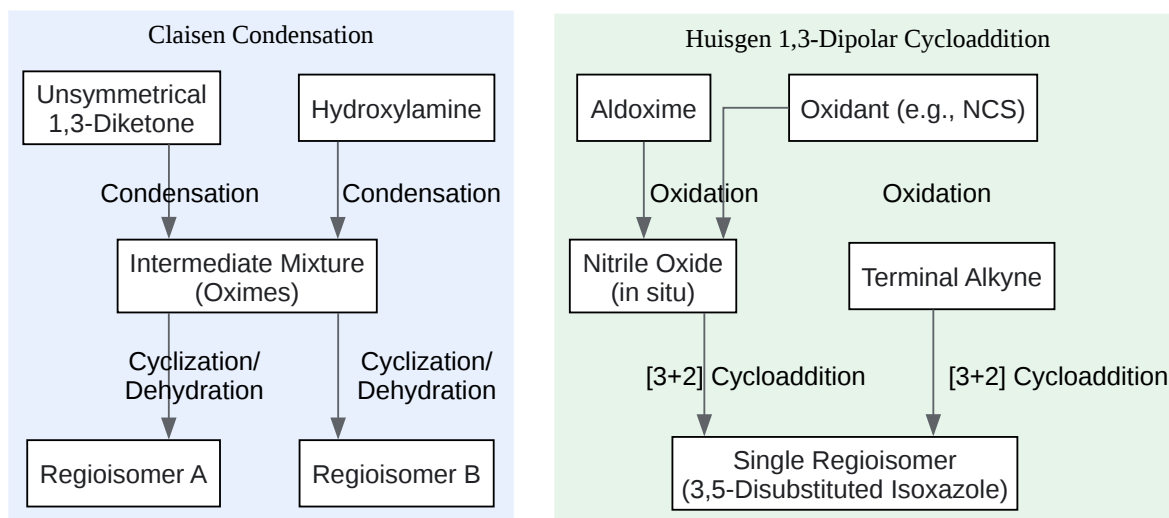 Claisen Condensation
Unsymmetrical
1,3-Diketone
Hydroxylamine
Condensation
Condensation
Intermediate Mixture
(Oximes)
Cyclization/
Dehydration
Cyclization/
Dehydration
Regioisomer A
Regioisomer B
Huisgen 1,3-Dipolar Cycloaddition
Aldoxime
Oxidant (e.g., NCS)
Oxidation
Oxidation
Nitrile Oxide
(in situ)
Terminal Alkyne
[3+2] Cycloaddition
[3+2] Cycloaddition
Single Regioisomer
(3,5-Disubstituted Isoxazole)